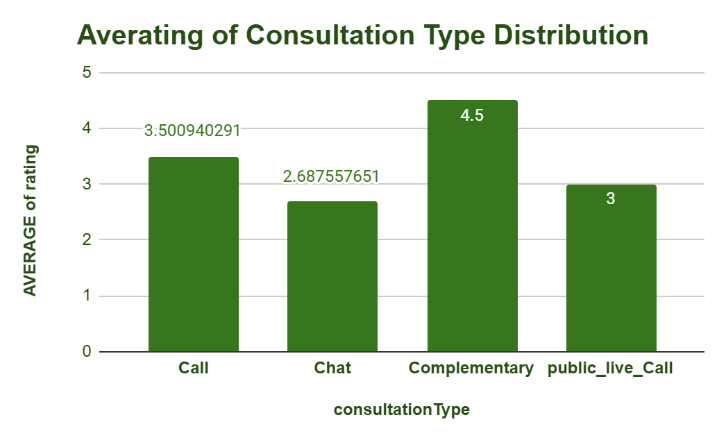 Averating of Consultation Type Distribution
AVERAGE of rating
5
4
3
2
1
0
3.500940291
2.687557651
4.5
3
Call
Chat
Complementary
public_live_Call
consultationType